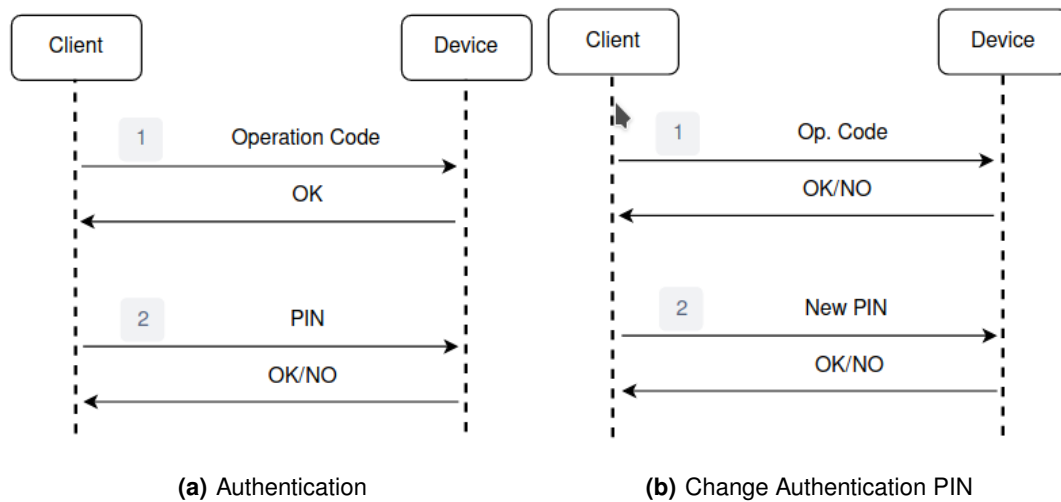 Client
Device
1
Operation Code
OK
2
PIN
OK/NO
(a) Authentication
Client
Device
1
Op. Code
OK/NO
2
New PIN
OK/NO
(b) Change Authentication PIN